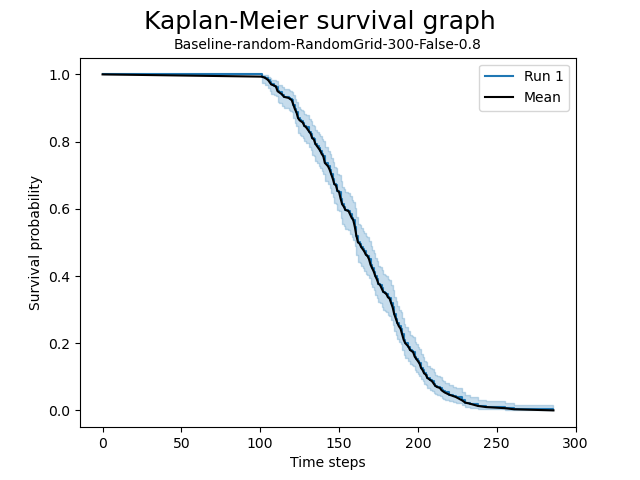 Kaplan-Meier survival graph
Baseline-random-RandomGrid-300-False-0.8
Run 1
Mean
Survival probability
1.0
0.8
0.6
0.4
0.2
0.0
0 50 100 150 200 250 300
Time steps